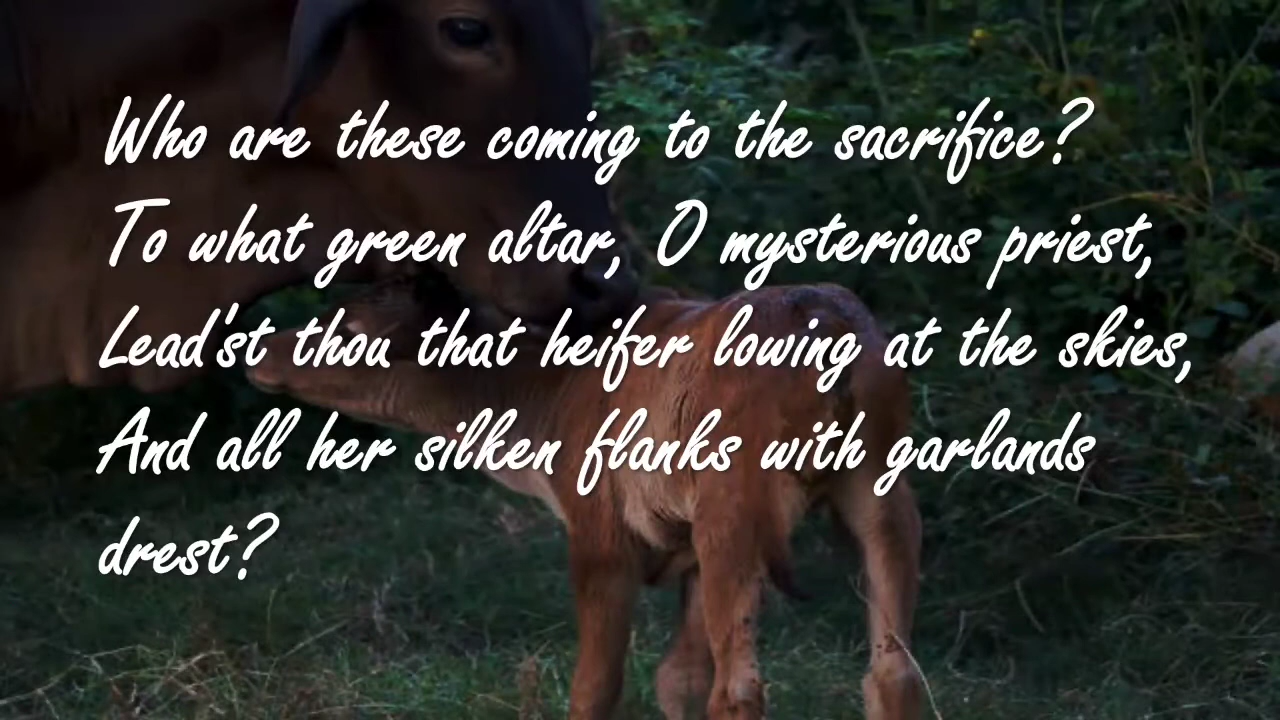 Who are these coming to the sacrifice?
To what green altar, O mysterious priest,
Lead'st thou that heifer lowing at the skies,
And all her silken flanks with garlands
drest?